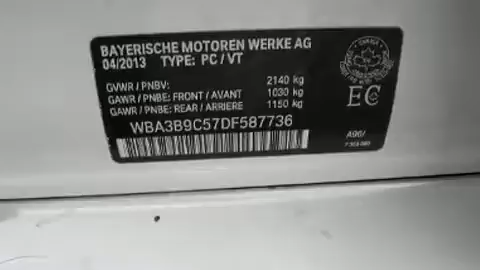 BAYERISCHE MOTOREN WERKE AG
04/2013 TYPE: PC / VT
GVWR / PNBV: 2140 kg
GAWR / PNBE: FRONT / AVANT 1030 kg
GAWR / PNBE: REAR / ARRIERE 1150 kg
WBA3B9C57DF587736
CANADA
EC
A96/